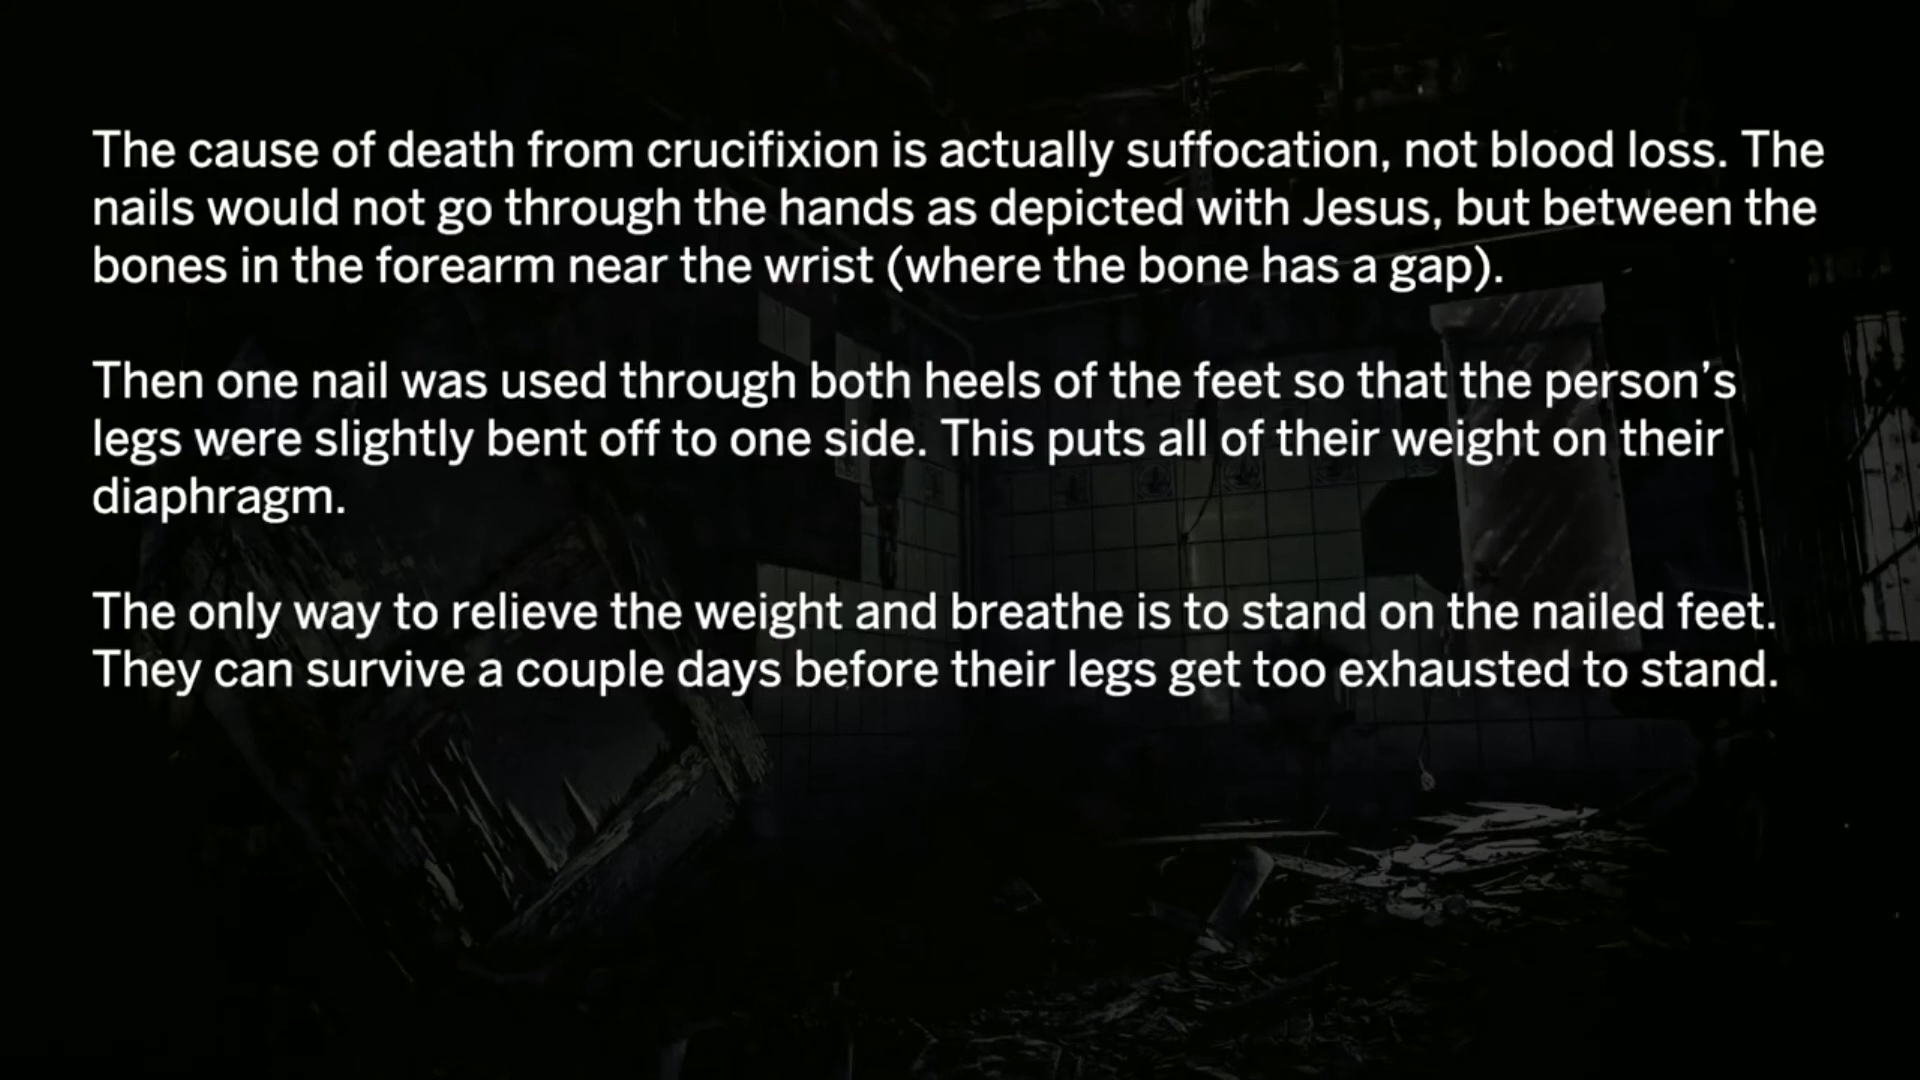 The cause of death from crucifixion is actually suffocation, not blood loss. The
nails would not go through the hands as depicted with Jesus, but between the
bones in the forearm near the wrist (where the bone has a gap).
Then one nail was used through both heels of the feet so that the person’s
legs were slightly bent off to one side. This puts all of their weight on their
diaphragm.
The only way to relieve the weight and breathe is to stand on the nailed feet.
They can survive a couple days before their legs get too exhausted to stand.